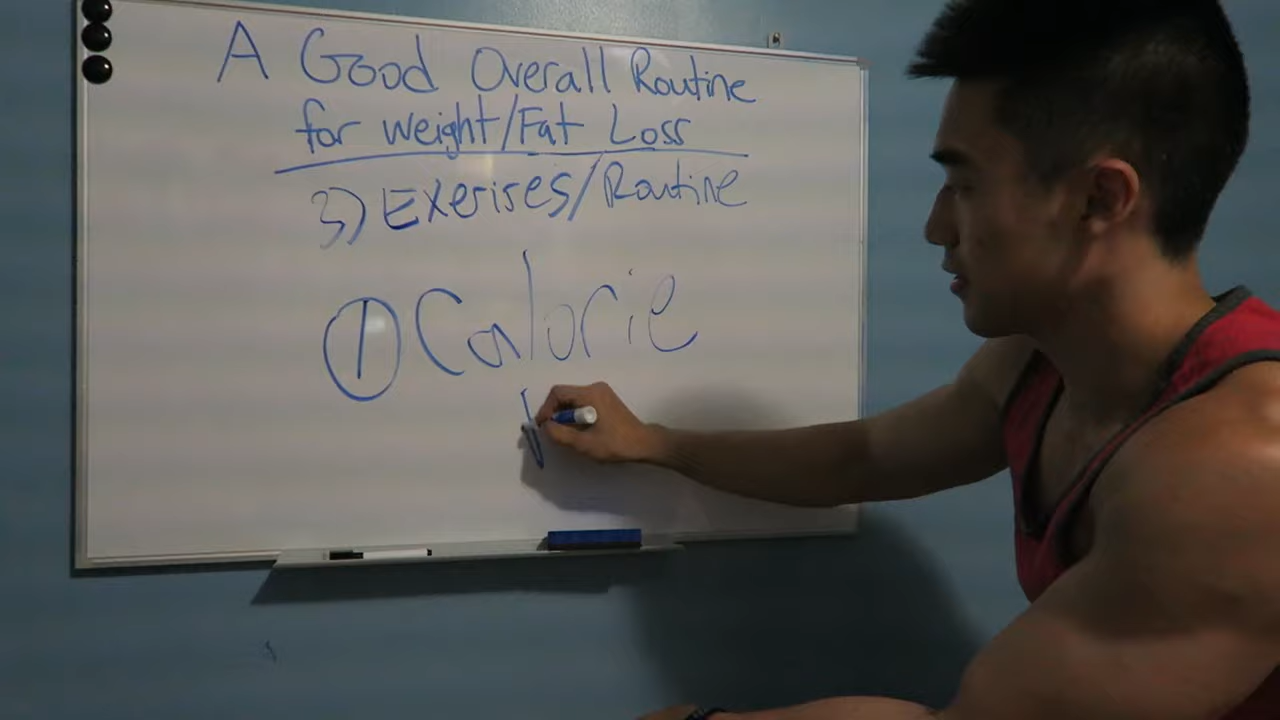 A Good Overall Routine
for weight/Fat Loss
3) Exerises/Routine
① Calorie